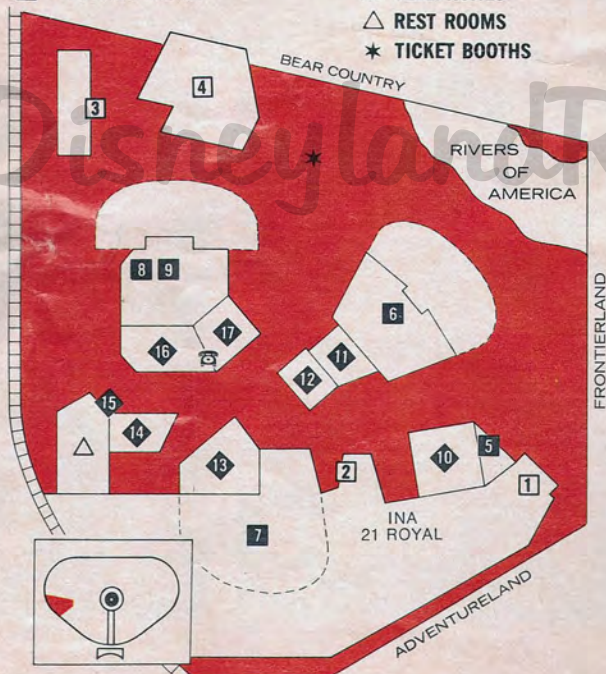 REST ROOMS
TICKET BOOTHS
BEAR COUNTRY
3
4
RIVERS
OF
AMERICA
8 9
6
17
16
11
12
FRONTIERLAND
15
14
13
10
5
2
1
7
INA
21 ROYAL
ADVENTURELAND